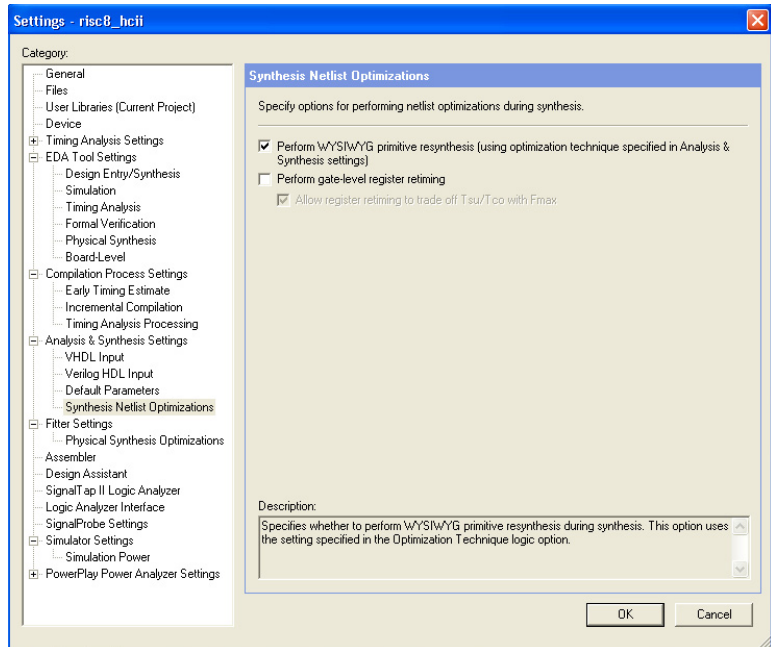 Settings - risc8_hcii
Category:
General
Files
User Libraries (Current Project)
Device
Timing Analysis Settings
EDA Tool Settings
Design Entry/Synthesis
Simulation
Timing Analysis
Formal Verification
Physical Synthesis
Board-Level
Compilation Process Settings
Early Timing Estimate
Incremental Compilation
Timing Analysis Processing
Analysis & Synthesis Settings
VHDL Input
Verilog HDL Input
Default Parameters
Synthesis Netlist Optimizations
Fitter Settings
Physical Synthesis Optimizations
Assembler
Design Assistant
SignalTap II Logic Analyzer
Logic Analyzer Interface
SignalProbe Settings
Simulator Settings
Simulation Power
PowerPlay Power Analyzer Settings
Synthesis Netlist Optimizations
Specify options for performing netlist optimizations during synthesis.
Perform WYSIWYG primitive resynthesis (using optimization technique specified in Analysis &
Synthesis settings)
Perform gate-level register retiming
Allow register retiming to trade off Tsu/Tco with Fmax
Description:
Specifies whether to perform WYSIWYG primitive resynthesis during synthesis. This option uses
the setting specified in the Optimization Technique logic option.
OK
Cancel